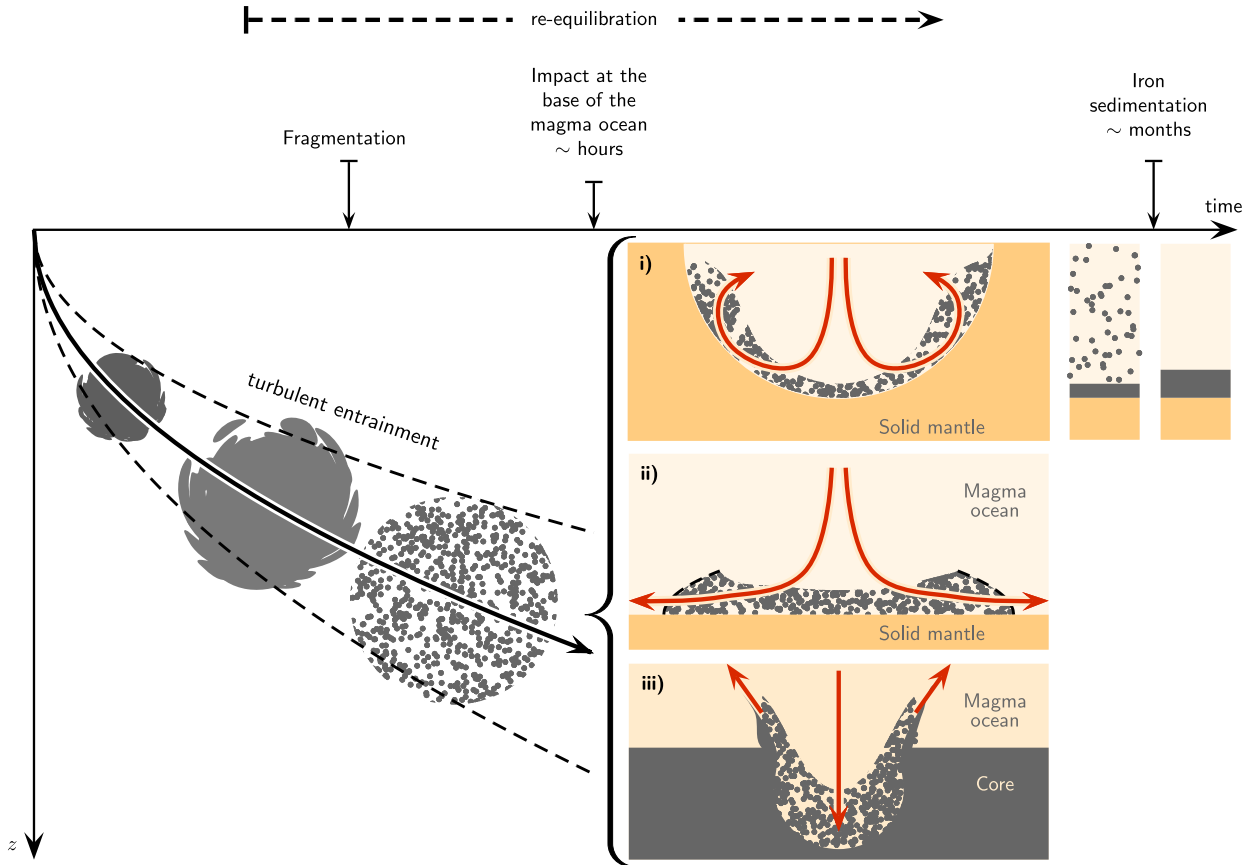 re-equilibration
Impact at the
base of the
magma ocean
∼ hours
Fragmentation
Iron
sedimentation
∼ months
time
turbulent entrainment
z
i)
Solid mantle
ii)
Magma
ocean
Solid mantle
iii)
Magma
ocean
Core